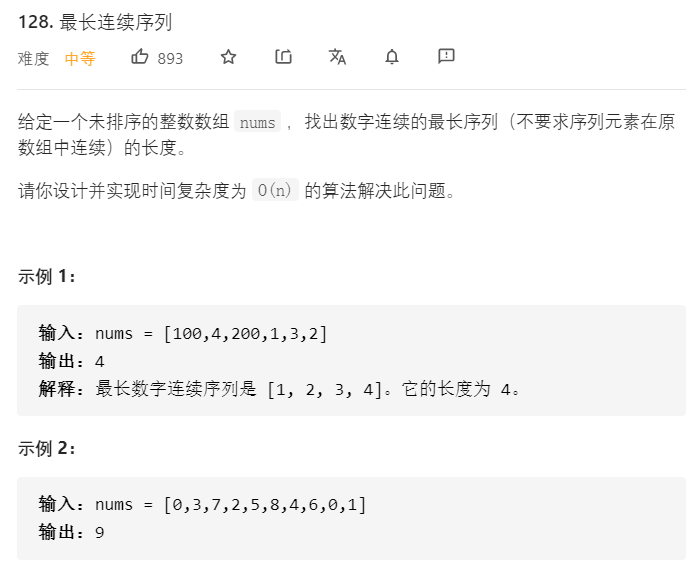 128. 最长连续序列
难度 中等 893
给定一个未排序的整数数组 nums ，找出数字连续的最长序列（不要求序列元素在原
数组中连续）的长度。
请你设计并实现时间复杂度为 O(n) 的算法解决此问题。
示例 1：
输入：nums = [100,4,200,1,3,2]
输出：4
解释：最长数字连续序列是 [1, 2, 3, 4]。它的长度为 4。
示例 2：
输入：nums = [0,3,7,2,5,8,4,6,0,1]
输出：9